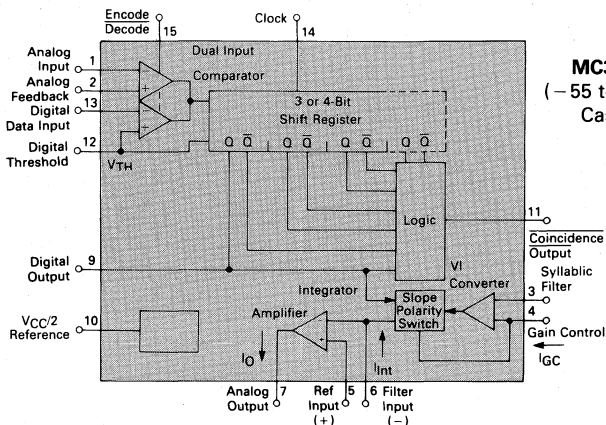 Encode
Decode
15
Clock
14
Analog
Input
1
Analog
Feedback
2
Digital
Data Input
13
Digital
Threshold
12
VTH
Dual Input
Comparator
3 or 4-Bit
Shift Register
Q Q̅ Q Q̅ Q Q̅ Q Q̅
Logic
MC3
(−55 to
Cas
11
Coincidence
Output
Digital
Output
9
VCC/2
Reference
10
VI
Converter
Syllabic
Filter
3
4
Gain Control
IGC
Integrator
Amplifier
Slope
Polarity
Switch
IO
IInt
Analog
Output
7
Ref
Input
(+)
5
6
Filter
Input
(−)